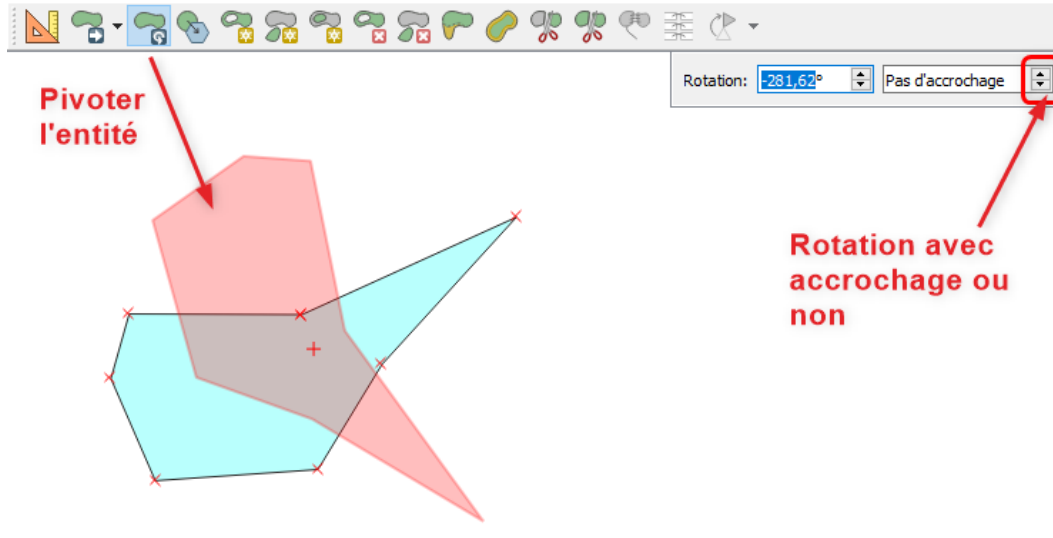 Rotation: -281,62° Pas d'accrochage
Pivoter
l'entité
Rotation avec
accrochage ou
non